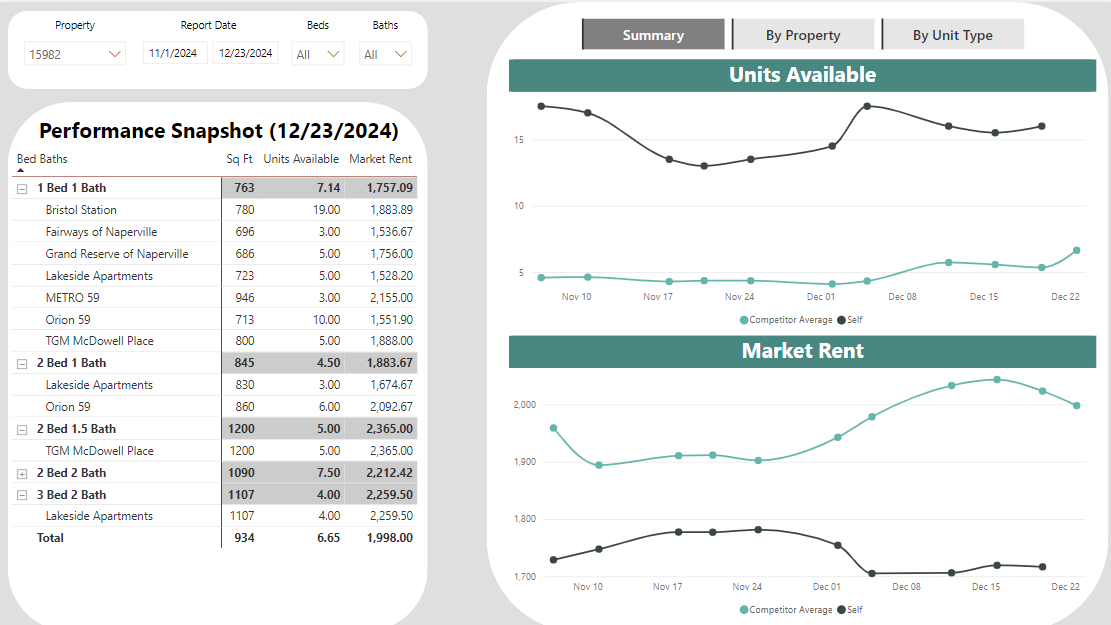 Property Report Date Beds Baths
15982 11/1/2024 12/23/2024 All All
Performance Snapshot (12/23/2024)
Bed Baths Sq Ft Units Available Market Rent
1 Bed 1 Bath 763 7.14 1,757.09
Bristol Station 780 19.00 1,883.89
Fairways of Naperville 696 3.00 1,536.67
Grand Reserve of Naperville 686 5.00 1,756.00
Lakeside Apartments 723 5.00 1,528.20
METRO 59 946 3.00 2,155.00
Orion 59 713 10.00 1,551.90
TGM McDowell Place 800 5.00 1,888.00
2 Bed 1 Bath 845 4.50 1,883.67
Lakeside Apartments 830 3.00 1,674.67
Orion 59 860 6.00 2,092.67
2 Bed 1.5 Bath 1200 5.00 2,365.00
TGM McDowell Place 1200 5.00 2,365.00
2 Bed 2 Bath 1090 7.50 2,212.42
3 Bed 2 Bath 1107 4.00 2,259.50
Lakeside Apartments 1107 4.00 2,259.50
Total 934 6.65 1,998.00
Summary By Property By Unit Type
Units Available
15
10
5
Nov 10 Nov 17 Nov 24 Dec 01 Dec 08 Dec 15 Dec 22
Competitor Average Self
Market Rent
2,000
1,900
1,800
1,700
Nov 10 Nov 17 Nov 24 Dec 01 Dec 08 Dec 15 Dec 22
Competitor Average Self